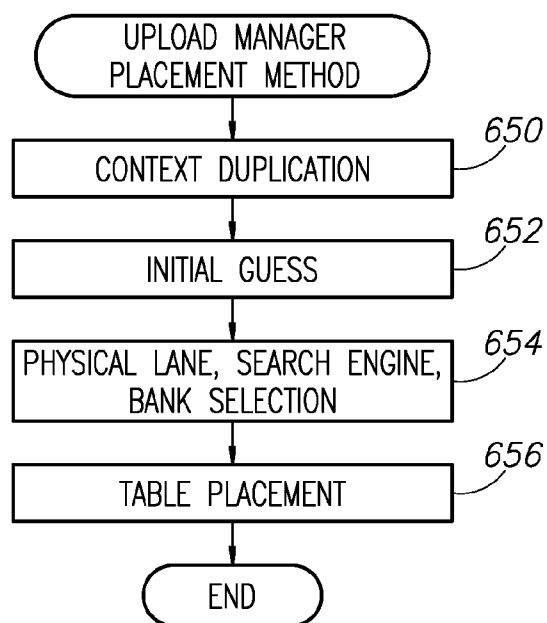 UPLOAD MANAGER
PLACEMENT METHOD
650
CONTEXT DUPLICATION
652
INITIAL GUESS
654
PHYSICAL LANE, SEARCH ENGINE,
BANK SELECTION
656
TABLE PLACEMENT
END